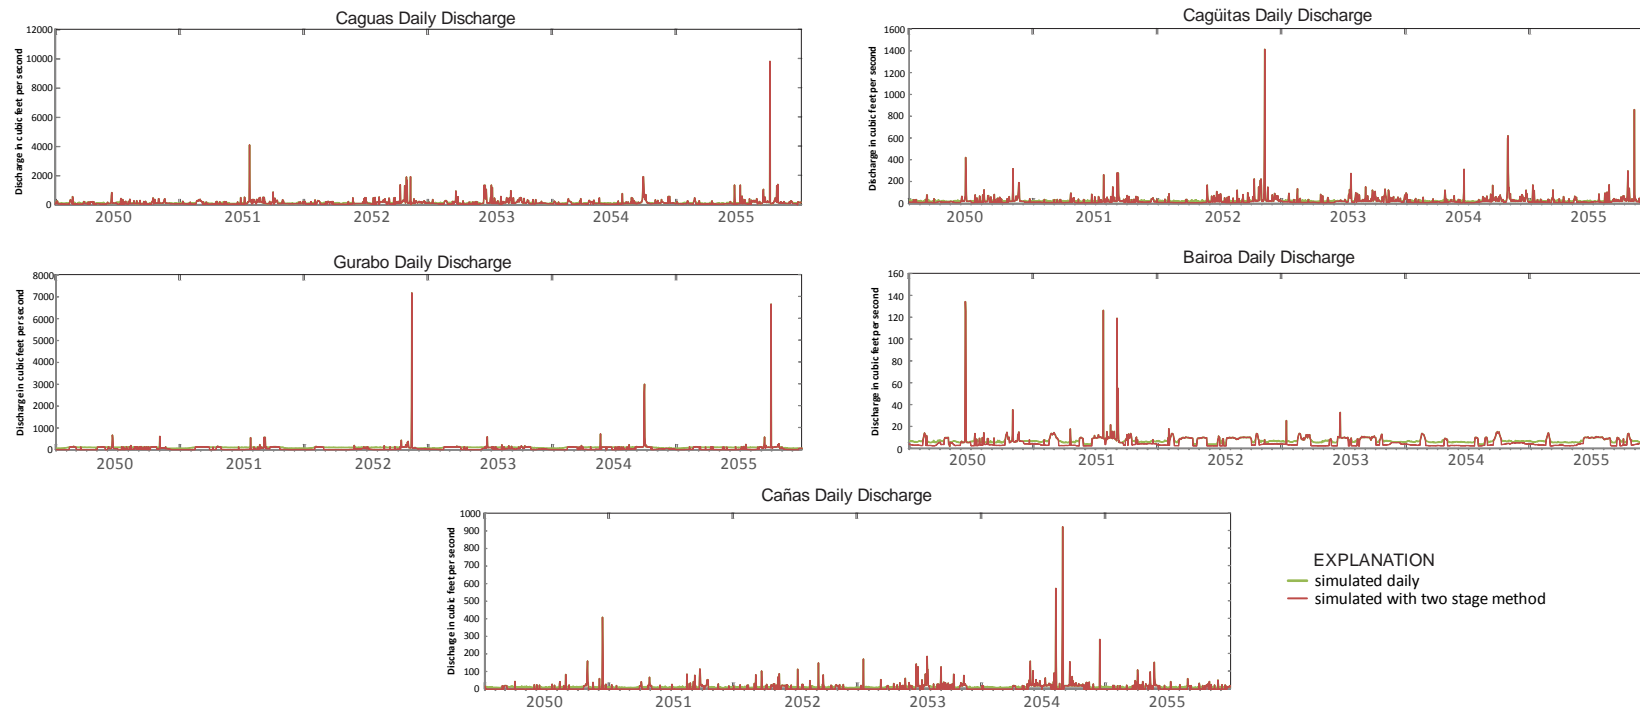 Caguas Daily Discharge
Discharge in cubic feet per second
12000
10000
8000
6000
4000
2000
0
2050 2051 2052 2053 2054 2055
Cagüitas Daily Discharge
Discharge in cubic feet per second
1600
1400
1200
1000
800
600
400
200
0
2050 2051 2052 2053 2054 2055
Gurabo Daily Discharge
Discharge in cubic feet per second
8000
7000
6000
5000
4000
3000
2000
1000
0
2050 2051 2052 2053 2054 2055
Bairoa Daily Discharge
Discharge in cubic feet per second
160
140
120
100
80
60
40
20
0
2050 2051 2052 2053 2054 2055
Cañas Daily Discharge
Discharge in cubic feet per second
1000
900
800
700
600
500
400
300
200
100
0
2050 2051 2052 2053 2054 2055
EXPLANATION
simulated daily
simulated with two stage method